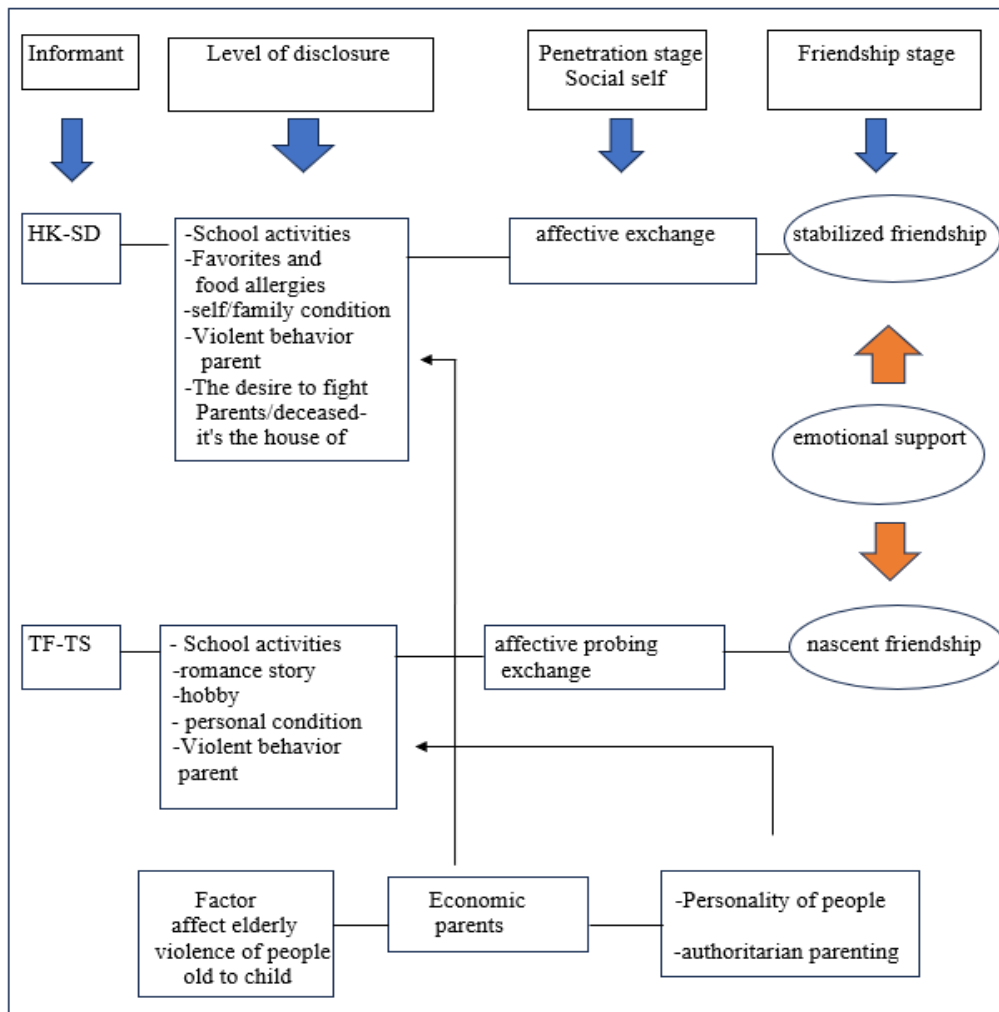 Informant
Level of disclosure
Penetration stage
Social self
Friendship stage
HK-SD
-School activities
-Favorites and
food allergies
-self/family condition
-Violent behavior
parent
-The desire to fight
Parents/deceased-
it's the house of
affective exchange
stabilized friendship
emotional support
TF-TS
- School activities
-romance story
-hobby
- personal condition
-Violent behavior
parent
affective probing
exchange
nascent friendship
Factor
affect elderly
violence of people
old to child
Economic
parents
-Personality of people
-authoritarian parenting